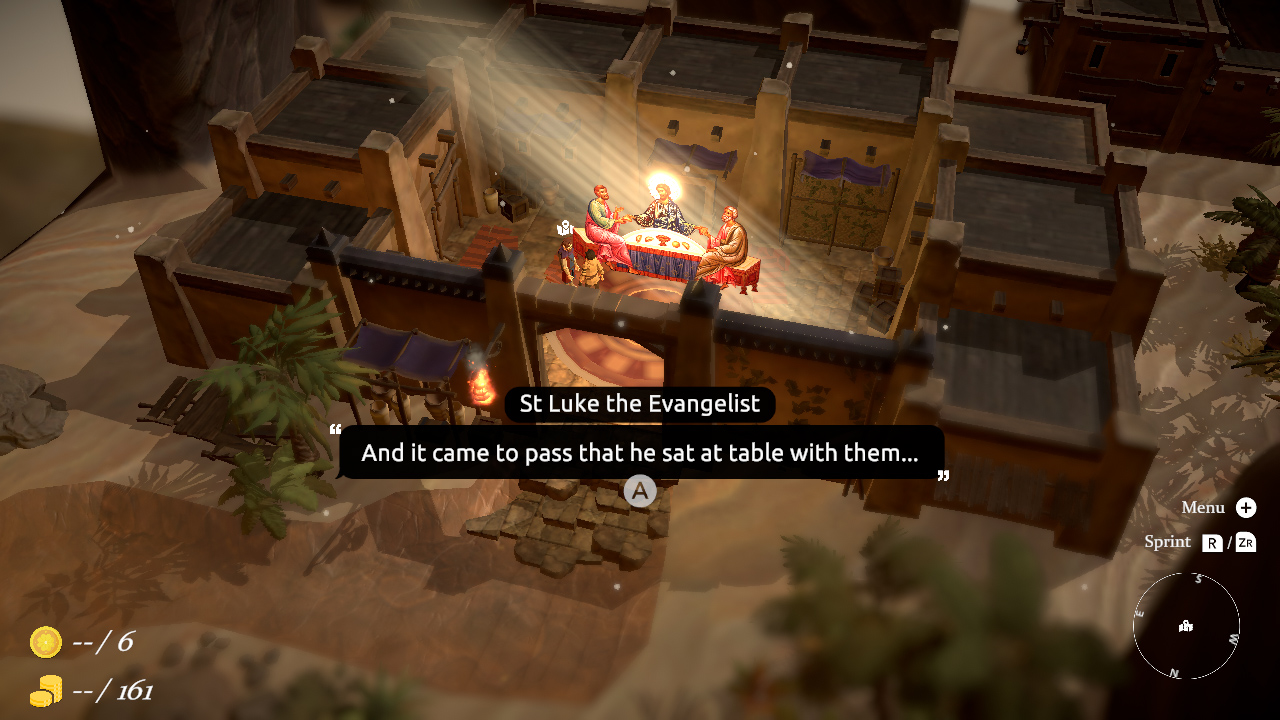 St Luke the Evangelist
“
And it came to pass that he sat at table with them...
”
A
Menu +
Sprint R / ZR
S
E
W
N
-- / 6
-- / 161